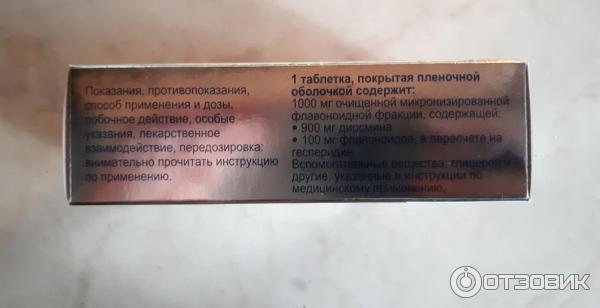 Показания, противопоказания,
способ применения и дозы,
побочное действие, особые
указания, лекарственное
взаимодействие, передозировка:
внимательно прочитать инструкцию
по применению.
1 таблетка, покрытая пленочной
оболочкой содержит:
1000 мг очищенной микронизированной
флавоноидной фракции, содержащей:
• 900 мг диосмина
• 100 мг флавоноидов, в пересчете на
гесперидин
Вспомогательные вещества: глицерол и
другие, указанные в инструкции по
медицинскому применению.
ОТЗОВИК